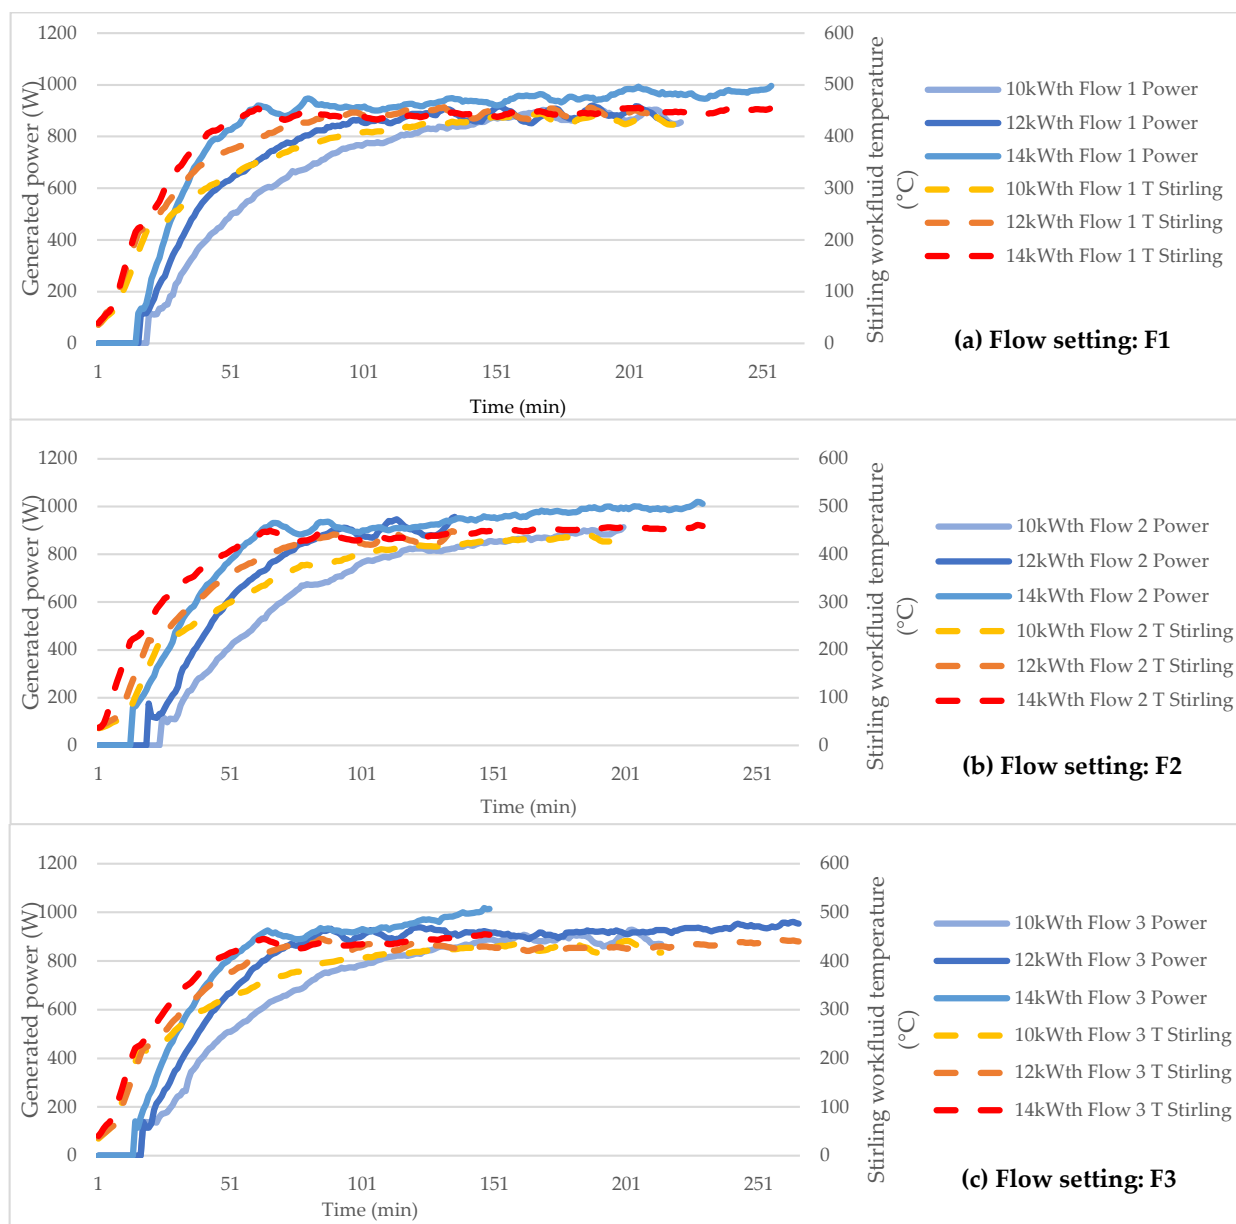 1200
1000
800
600
400
200
0
Generated power (W)
600
500
400
300
200
100
0
Stirling workfluid temperature
(°C)
1
51
101
151
201
251
Time (min)
10kWth Flow 1 Power
12kWth Flow 1 Power
14kWth Flow 1 Power
10kWth Flow 1 T Stirling
12kWth Flow 1 T Stirling
14kWth Flow 1 T Stirling
(a) Flow setting: F1
1200
1000
800
600
400
200
0
Generated power (W)
600
500
400
300
200
100
0
Stirling workfluid temperature
(°C)
1
51
101
151
201
251
Time (min)
10kWth Flow 2 Power
12kWth Flow 2 Power
14kWth Flow 2 Power
10kWth Flow 2 T Stirling
12kWth Flow 2 T Stirling
14kWth Flow 2 T Stirling
(b) Flow setting: F2
1200
1000
800
600
400
200
0
Generated power (W)
600
500
400
300
200
100
0
Stirling workfluid temperature
(°C)
1
51
101
151
201
251
Time (min)
10kWth Flow 3 Power
12kWth Flow 3 Power
14kWth Flow 3 Power
10kWth Flow 3 T Stirling
12kWth Flow 3 T Stirling
14kWth Flow 3 T Stirling
(c) Flow setting: F3